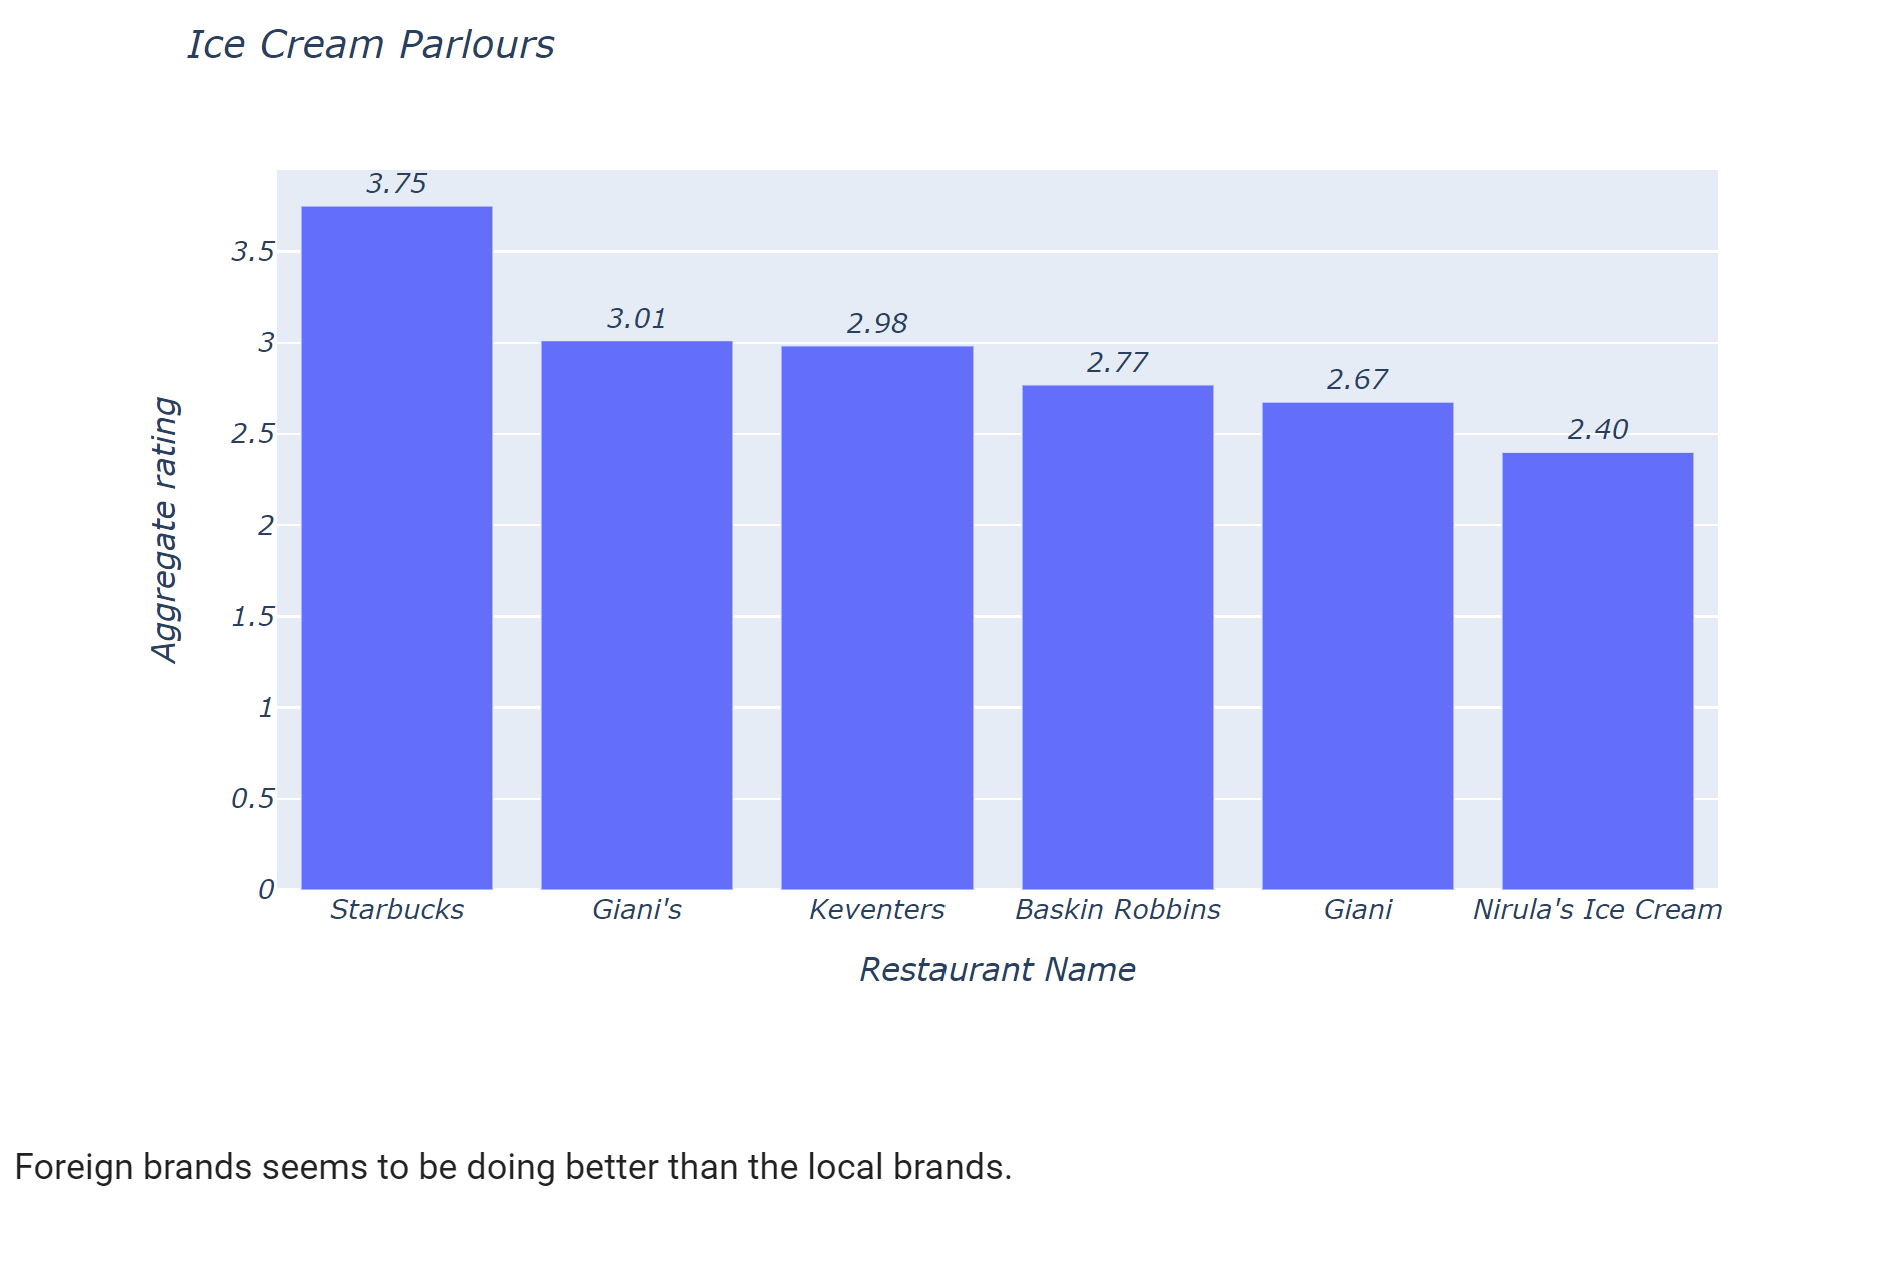 Ice Cream Parlours
3.75
3.01
2.98
2.77
2.67
2.40
3.5
3
2.5
2
1.5
1
0.5
0
Aggregate rating
Starbucks
Giani's
Keventers
Baskin Robbins
Giani
Nirula's Ice Cream
Restaurant Name
Foreign brands seems to be doing better than the local brands.